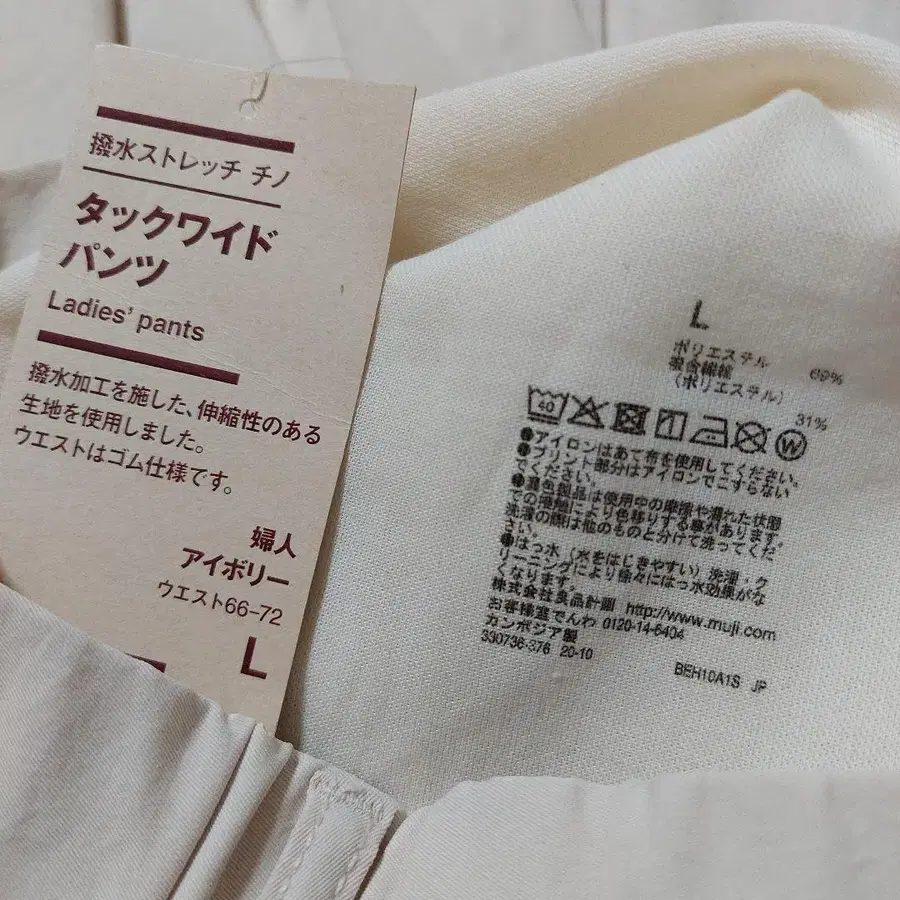 撥水ストレッチ チノ
タックワイド
パンツ
Ladies' pants
撥水加工を施した、伸縮性のある
生地を使用しました。
ウエストはゴム仕様です。
婦人
アイボリー
ウエスト66-72
L
L
ポリエステル 69%
複合繊維
(ポリエステル) 31%
40
W
アイロンはあて布を使用してください。
プリント部分はアイロンでこすらない
でください。
濃色製品は使用中の摩擦や濡れた状態
での接触により色移りする事があります。
洗濯の際は他のものと分けて洗ってくだ
さい。
はっ水(水をはじきやすい)洗濯・ク
リーニングにより徐々にはっ水効果がな
くなります。
株式会社良品計画 http://www.muji.com
お客様室でんわ 0120-14-6404
カンボジア製
330736-376 20-10
BEH10A1S JP